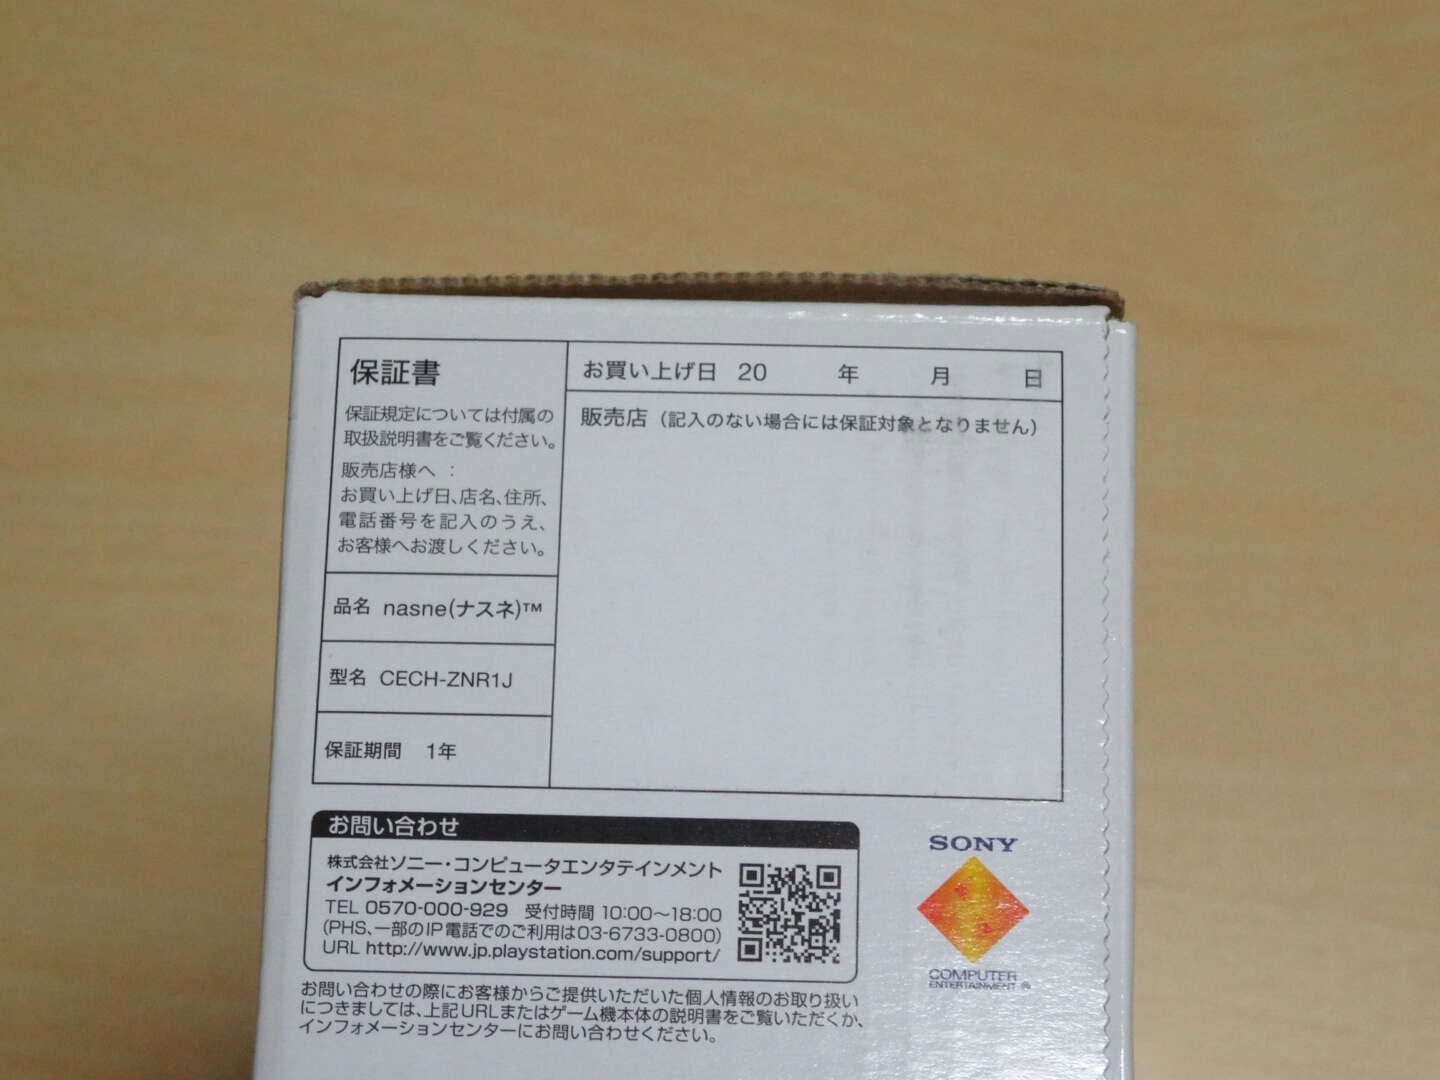 保証書
保証規定については付属の
取扱説明書をご覧ください。
販売店様へ：
お買い上げ日、店名、住所、
電話番号を記入のうえ、
お客様へお渡しください。
品名 nasne(ナスネ)™
型名 CECH-ZNR1J
保証期間 1年
お買い上げ日 20 年 月 日
販売店（記入のない場合には保証対象となりません）
お問い合わせ
株式会社ソニー・コンピュータエンタテインメント
インフォメーションセンター
TEL 0570-000-929 受付時間 10:00～18:00
(PHS、一部のIP電話でのご利用は03-6733-0800)
URL http://www.jp.playstation.com/support/
お問い合わせの際にお客様からご提供いただいた個人情報のお取り扱い
につきましては、上記URLまたはゲーム機本体の説明書をご覧いただくか、
インフォメーションセンターにお問い合わせください。
SONY
COMPUTER
ENTERTAINMENT ®